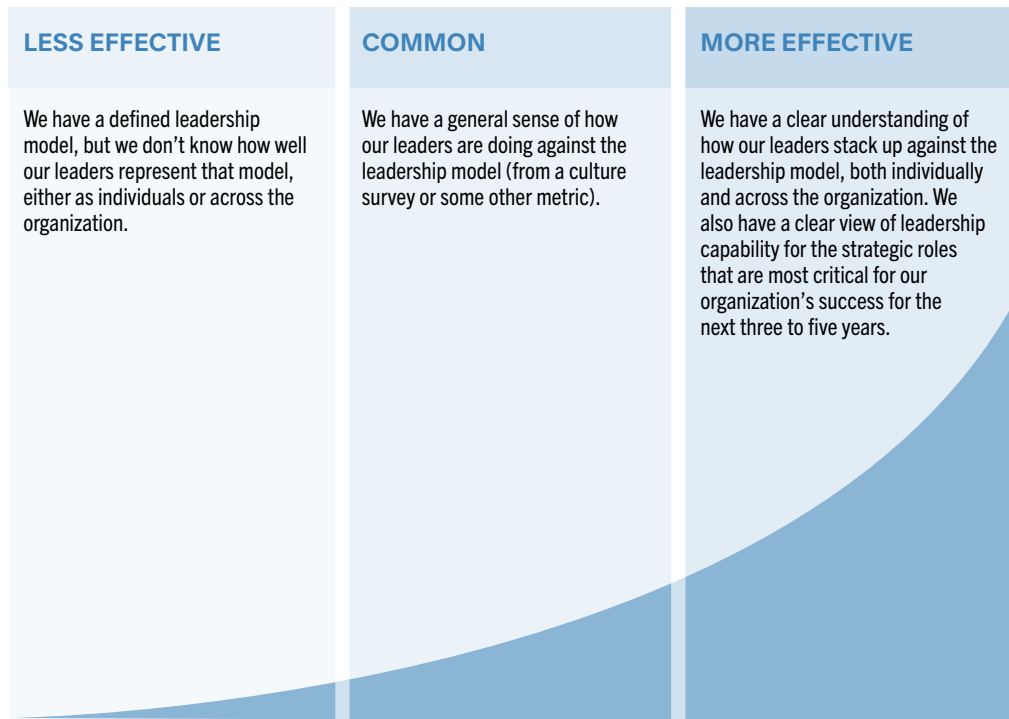 LESS EFFECTIVE
We have a defined leadership
model, but we don’t know how well
our leaders represent that model,
either as individuals or across the
organization.
COMMON
We have a general sense of how
our leaders are doing against the
leadership model (from a culture
survey or some other metric).
MORE EFFECTIVE
We have a clear understanding of
how our leaders stack up against the
leadership model, both individually
and across the organization. We
also have a clear view of leadership
capability for the strategic roles
that are most critical for our
organization’s success for the
next three to five years.